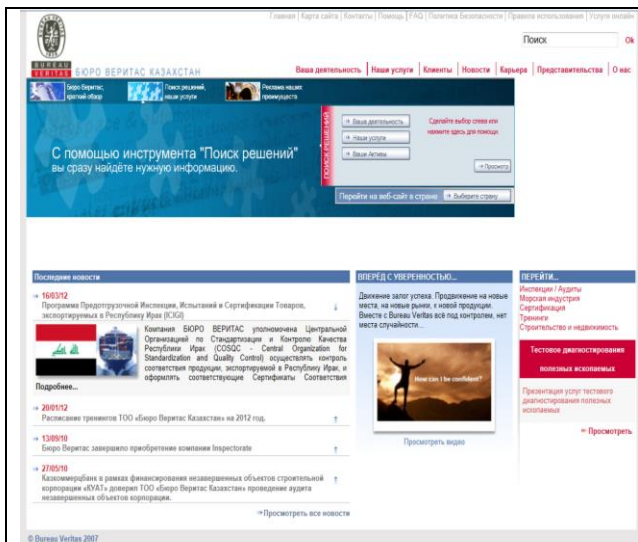 Главная | Карта сайта | Контакты | Помощь | FAQ | Политика Безопасности | Правила использования | Услуги онлайн
Поиск
Ok
BUREAU
VERITAS
БЮРО ВЕРИТАС КАЗАХСТАН
Ваша деятельность | Наши услуги | Клиенты | Новости | Карьера | Представительства | О нас
Бюро Веритас,
краткий обзор
Поиск решений,
наши услуги
Реклама наших
преимуществ
С помощью инструмента "Поиск решений"
вы сразу найдёте нужную информацию.
ПОИСК РЕШЕНИЙ
Ваша деятельность
Наши услуги
Ваши Активы
Сделайте выбор слева или
нажмите здесь для помощи
Просмотр
Перейти на веб-сайт в стране
Выберите страну
Последние новости
16/03/12
Программа Предотгрузочной Инспекции, Испытаний и Сертификации Товаров,
экспортируемых в Республику Ирак (ICIGI)
Компания БЮРО ВЕРИТАС уполномочена Центральной
Организацией по Стандартизации и Контролю Качества
Республики Ирак (COSQC - Central Organization for
Standardization and Quality Control) осуществлять контроль
соответствия продукции, экспортируемой в Республику Ирак, и
оформлять соответствующие Сертификаты Соответствия
Подробнее...
20/01/12
Расписание тренингов ТОО «Бюро Веритас Казахстан» на 2012 год.
13/09/10
Бюро Веритас завершило приобретение компании Inspectorate
27/05/10
Казкоммерцбанк в рамках финансирования незавершенных объектов строительной
корпорации «КУАТ» доверил ТОО «Бюро Веритас Казахстан» проведение аудита
незавершенных объектов корпорации.
Просмотреть все новости
ВПЕРЁД С УВЕРЕННОСТЬЮ...
Движение залог успеха. Продвижение на новые
места, на новые рынки, к новой продукции.
Вместе с Bureau Veritas всё под контролем, нет
места случайности...
How can I be confident?
Просмотреть видео
ПЕРЕЙТИ...
Инспекции / Аудиты
Морская индустрия
Сертификация
Тренинги
Строительство и недвижимость
Тестовое диагностирования
полезных ископаемых
Презентация услуг тестового
диагностирования полезных
ископаемых
Просмотреть
© Bureau Veritas 2007